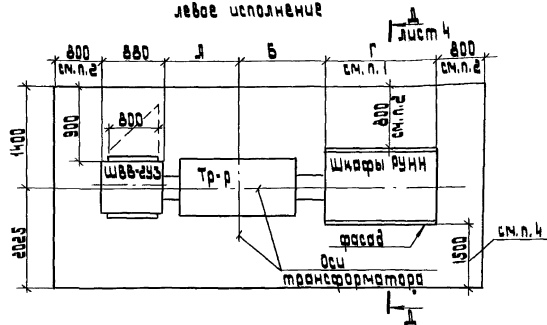 левое исполнение
Д
лист 4
800
см.п.2
880
Л
Б
Г
см.п.1
800
см.п.2
1400
900
800
800
см.п.2
ШВВ-2УЗ
Тр-р
Шкафы РУНН
фасад
2025
Оси
трансформатора
1500
см.п.4
Д